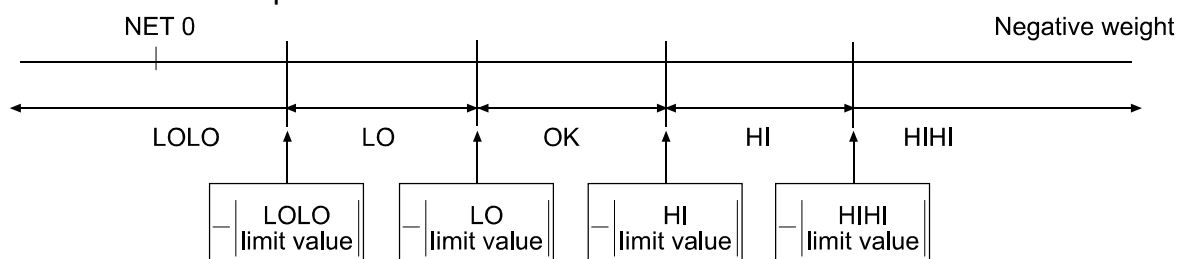 NET 0 Negative weight
LOLO LO OK HI HIHI
− |LOLO limit value| − |LO limit value| − |HI limit value| − |HIHI limit value|